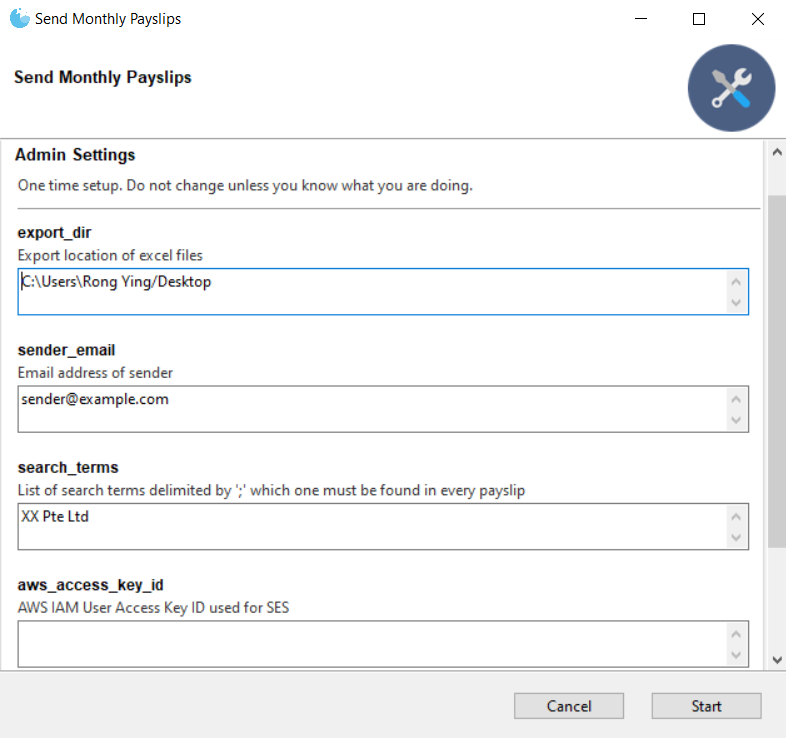 Send Monthly Payslips
Send Monthly Payslips
Admin Settings
One time setup. Do not change unless you know what you are doing.
export_dir
Export location of excel files
C:\Users\Rong Ying/Desktop
sender_email
Email address of sender
sender@example.com
search_terms
List of search terms delimited by ';' which one must be found in every payslip
XX Pte Ltd
aws_access_key_id
AWS IAM User Access Key ID used for SES
Cancel
Start